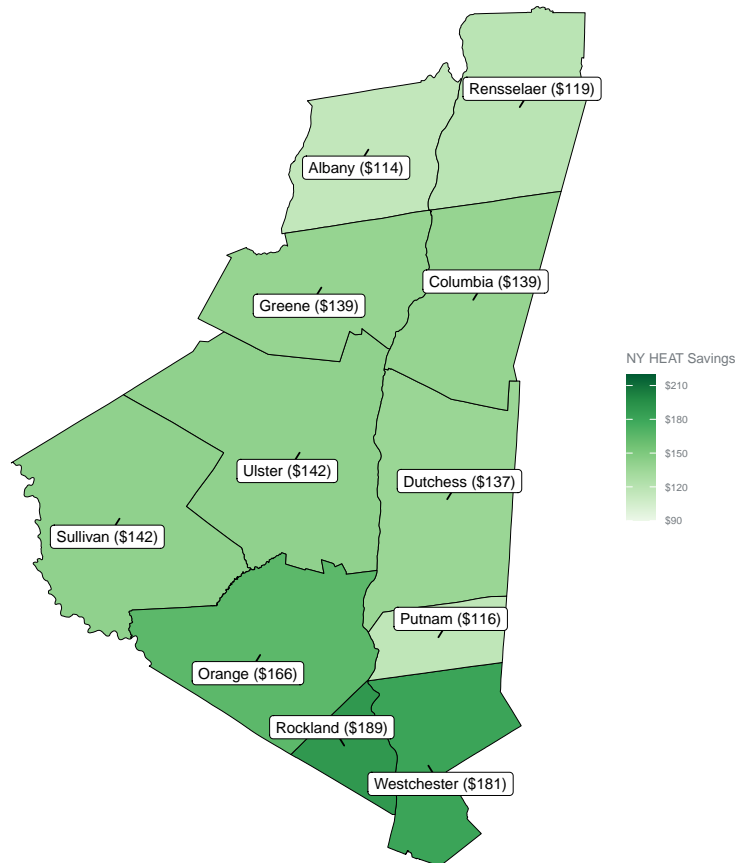 Rensselaer ($119)
Albany ($114)
Columbia ($139)
Greene ($139)
NY HEAT Savings
$210
$180
$150
$120
$90
Ulster ($142)
Dutchess ($137)
Sullivan ($142)
Putnam ($116)
Orange ($166)
Rockland ($189)
Westchester ($181)